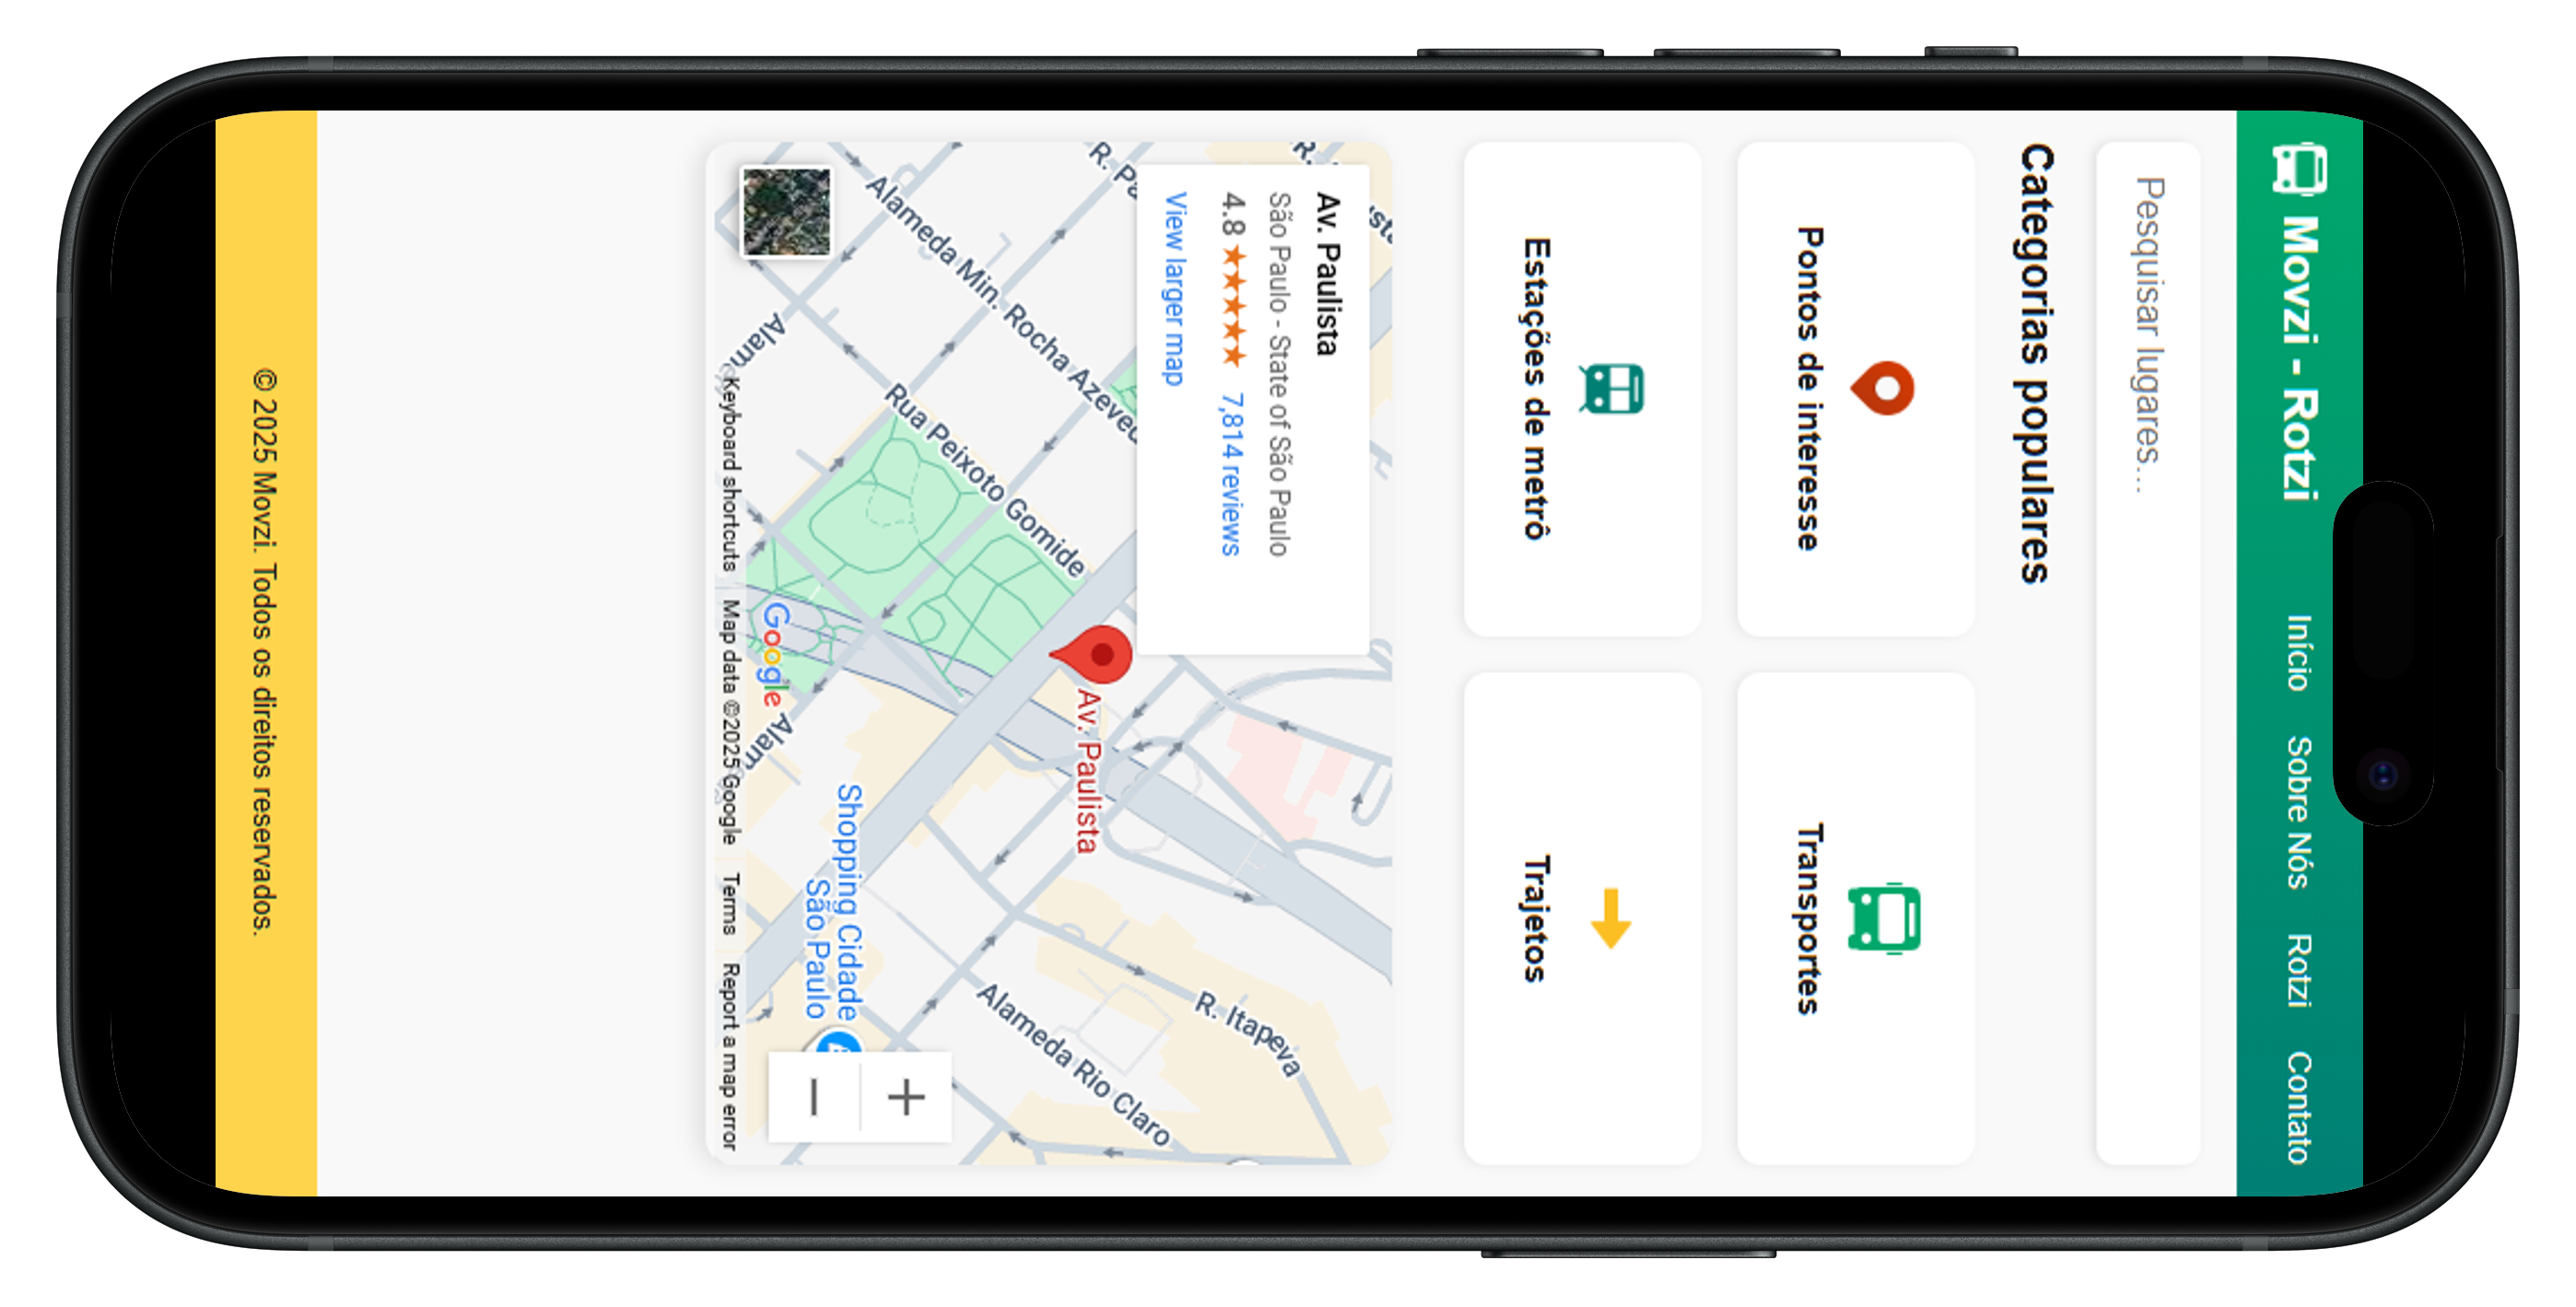 Movzi - Rotzi
Início
Sobre Nós
Rotzi
Contato
Pesquisar lugares...
Categorias populares
Pontos de interesse
Transportes
Estações de metrô
Trajetos
Av. Paulista
São Paulo - State of São Paulo
4.8 ★★★★★ 7,814 reviews
View larger map
R. Pa
Alameda Min. Rocha Azeved
Rua Peixoto Gomide
Av. Paulista
R. Itapeva
Alameda Rio Claro
Shopping Cidade
São Paulo
Alam
Alam
Google
Keyboard shortcuts
Map data ©2025 Google
Terms
Report a map error
© 2025 Movzi. Todos os direitos reservados.